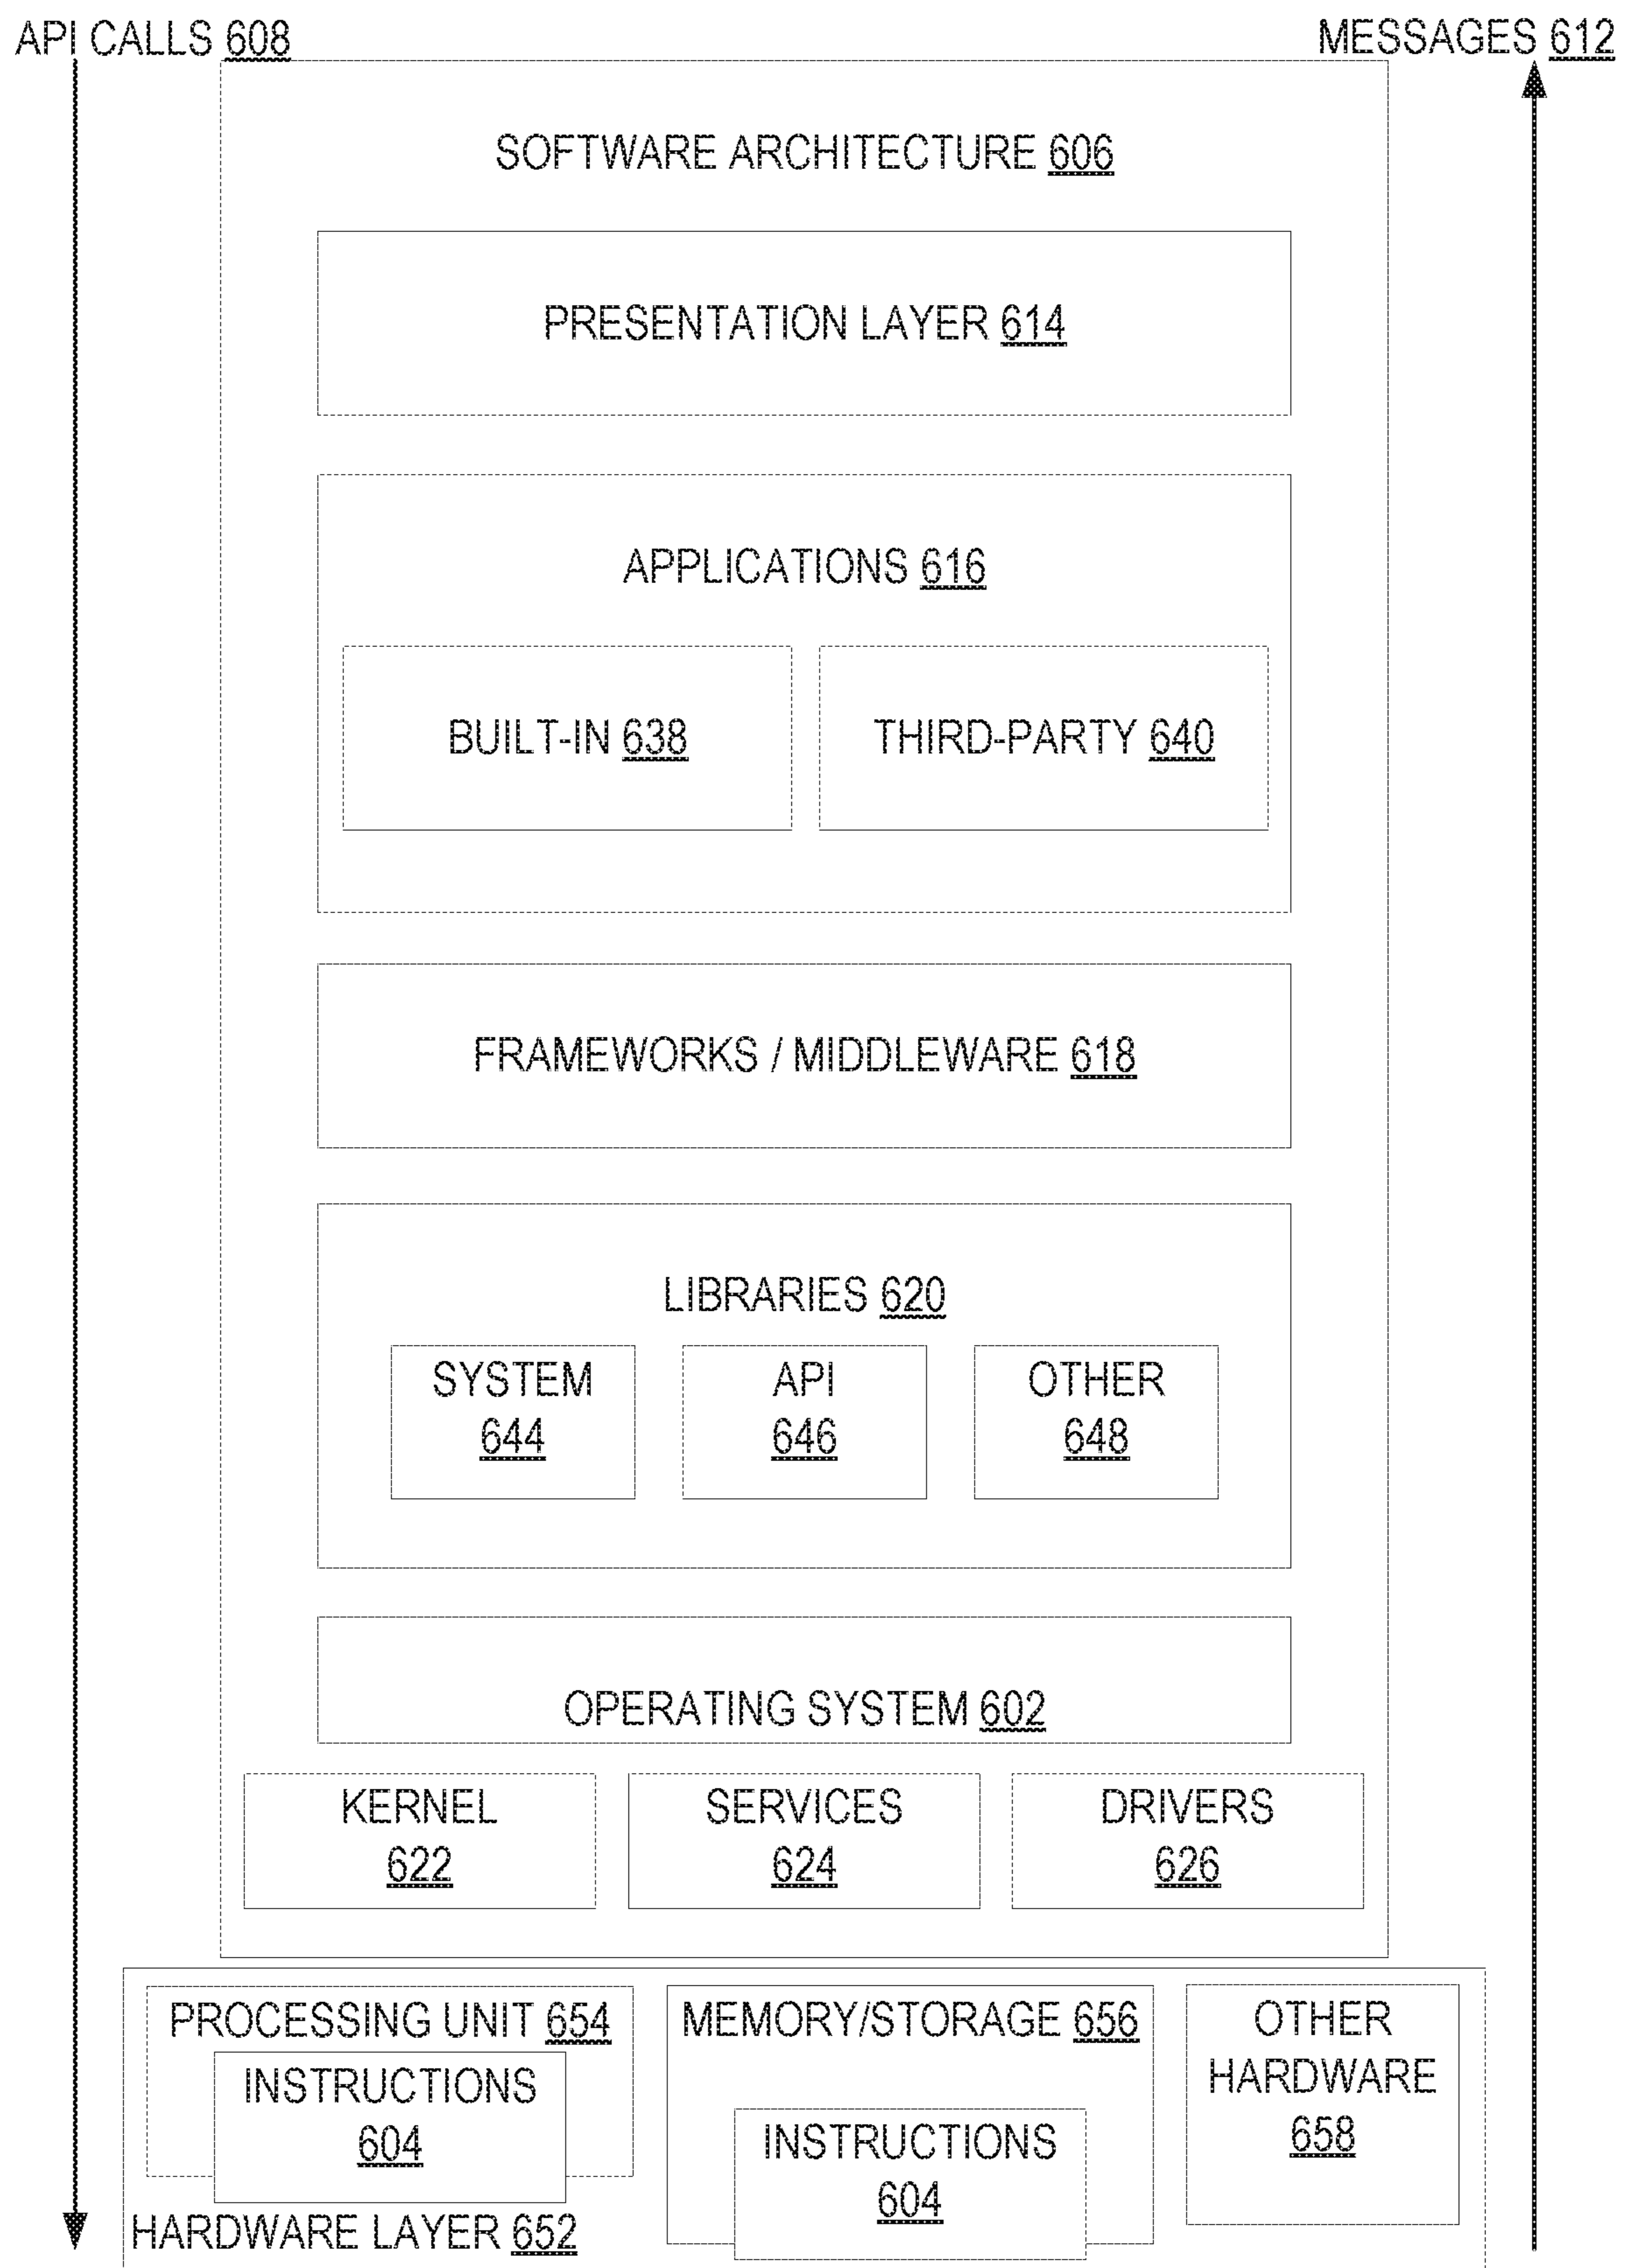 API CALLS 608
MESSAGES 612
SOFTWARE ARCHITECTURE 606
PRESENTATION LAYER 614
APPLICATIONS 616
BUILT-IN 638
THIRD-PARTY 640
FRAMEWORKS / MIDDLEWARE 618
LIBRARIES 620
SYSTEM
644
API
646
OTHER
648
OPERATING SYSTEM 602
KERNEL
622
SERVICES
624
DRIVERS
626
PROCESSING UNIT 654
INSTRUCTIONS
604
MEMORY/STORAGE 656
INSTRUCTIONS
604
OTHER
HARDWARE
658
HARDWARE LAYER 652